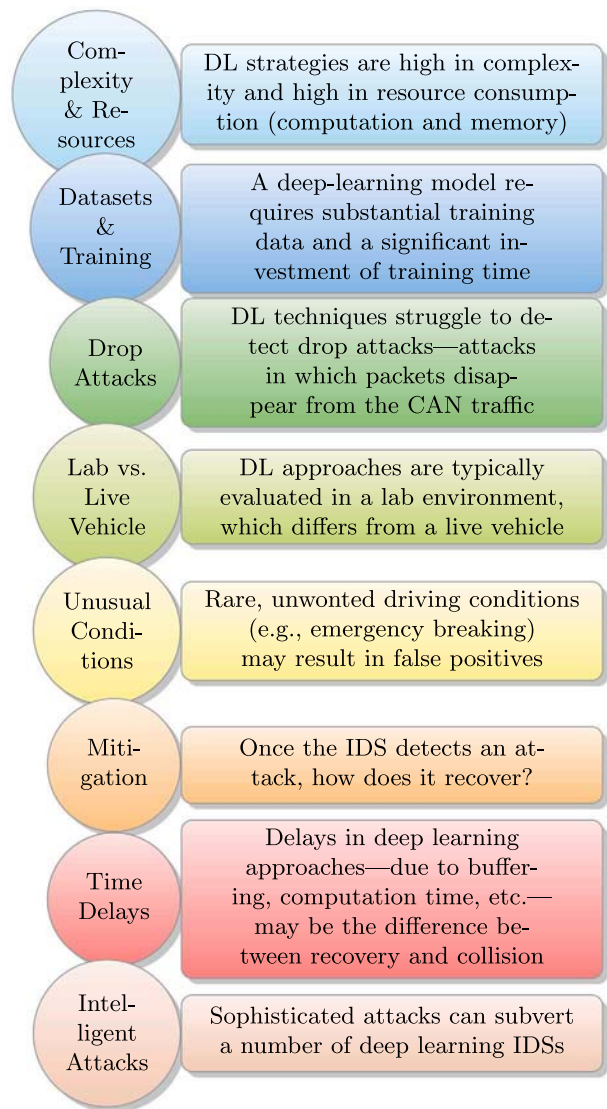 Com-
plexity
& Re-
sources
DL strategies are high in complex-
ity and high in resource consump-
tion (computation and memory)
Datasets
&
Training
A deep-learning model re-
quires substantial training
data and a significant in-
vestment of training time
Drop
Attacks
DL techniques struggle to de-
tect drop attacks—attacks
in which packets disap-
pear from the CAN traffic
Lab vs.
Live
Vehicle
DL approaches are typically
evaluated in a lab environment,
which differs from a live vehicle
Unusual
Condi-
tions
Rare, unwonted driving conditions
(e.g., emergency breaking)
may result in false positives
Miti-
gation
Once the IDS detects an at-
tack, how does it recover?
Time
Delays
Delays in deep learning
approaches—due to buffer-
ing, computation time, etc.—
may be the difference be-
tween recovery and collision
Intel-
ligent
Attacks
Sophisticated attacks can subvert
a number of deep learning IDSs